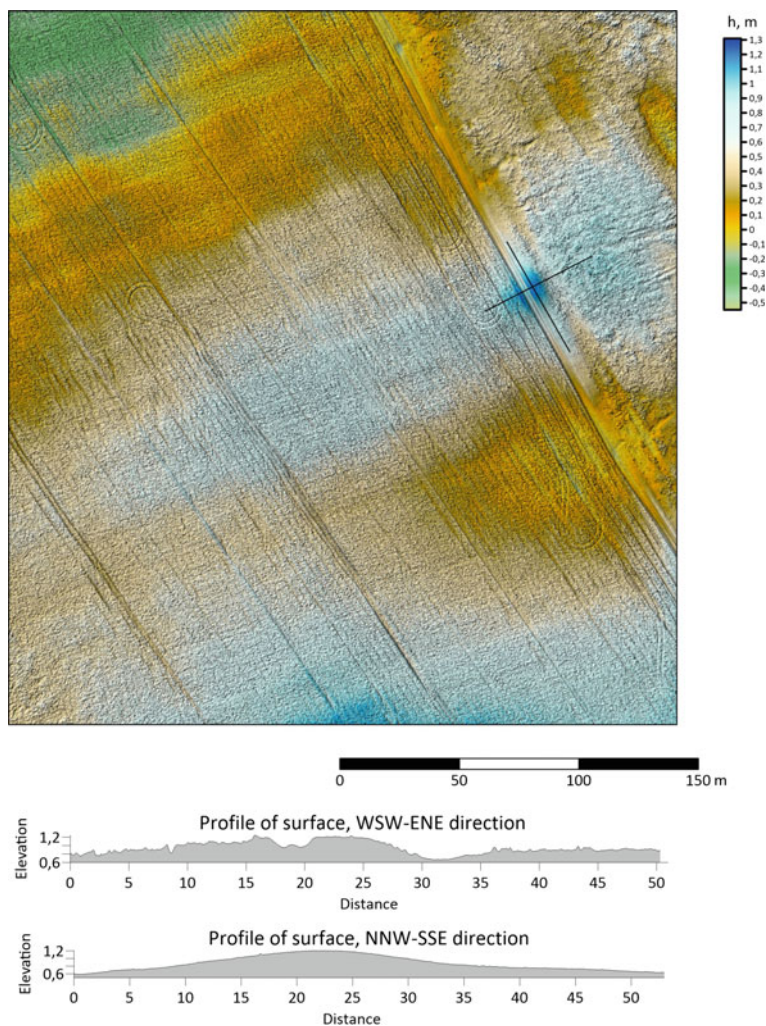 h, m
1,3
1,1
1
0,9
0,8
0,7
0,6
0,5
0,4
0,3
0,2
0,1
0
-0,1
-0,2
-0,3
-0,4
-0,5
0 50 100 150 m
Profile of surface, WSW-ENE direction
Elevation
1,2
0,6
0 5 10 15 20 25 30 35 40 45 50
Distance
Profile of surface, NNW-SSE direction
Elevation
1,2
0,6
0 5 10 15 20 25 30 35 40 45 50
Distance